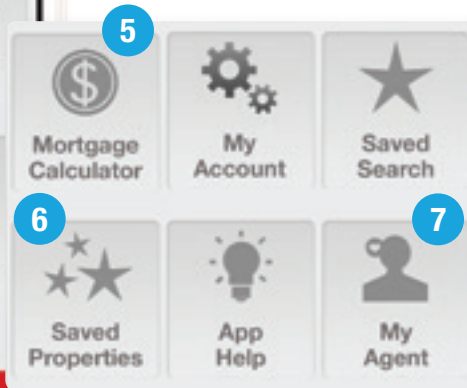 5
$
Mortgage
Calculator
My
Account
Saved
Search
6
7
Saved
Properties
App
Help
My
Agent